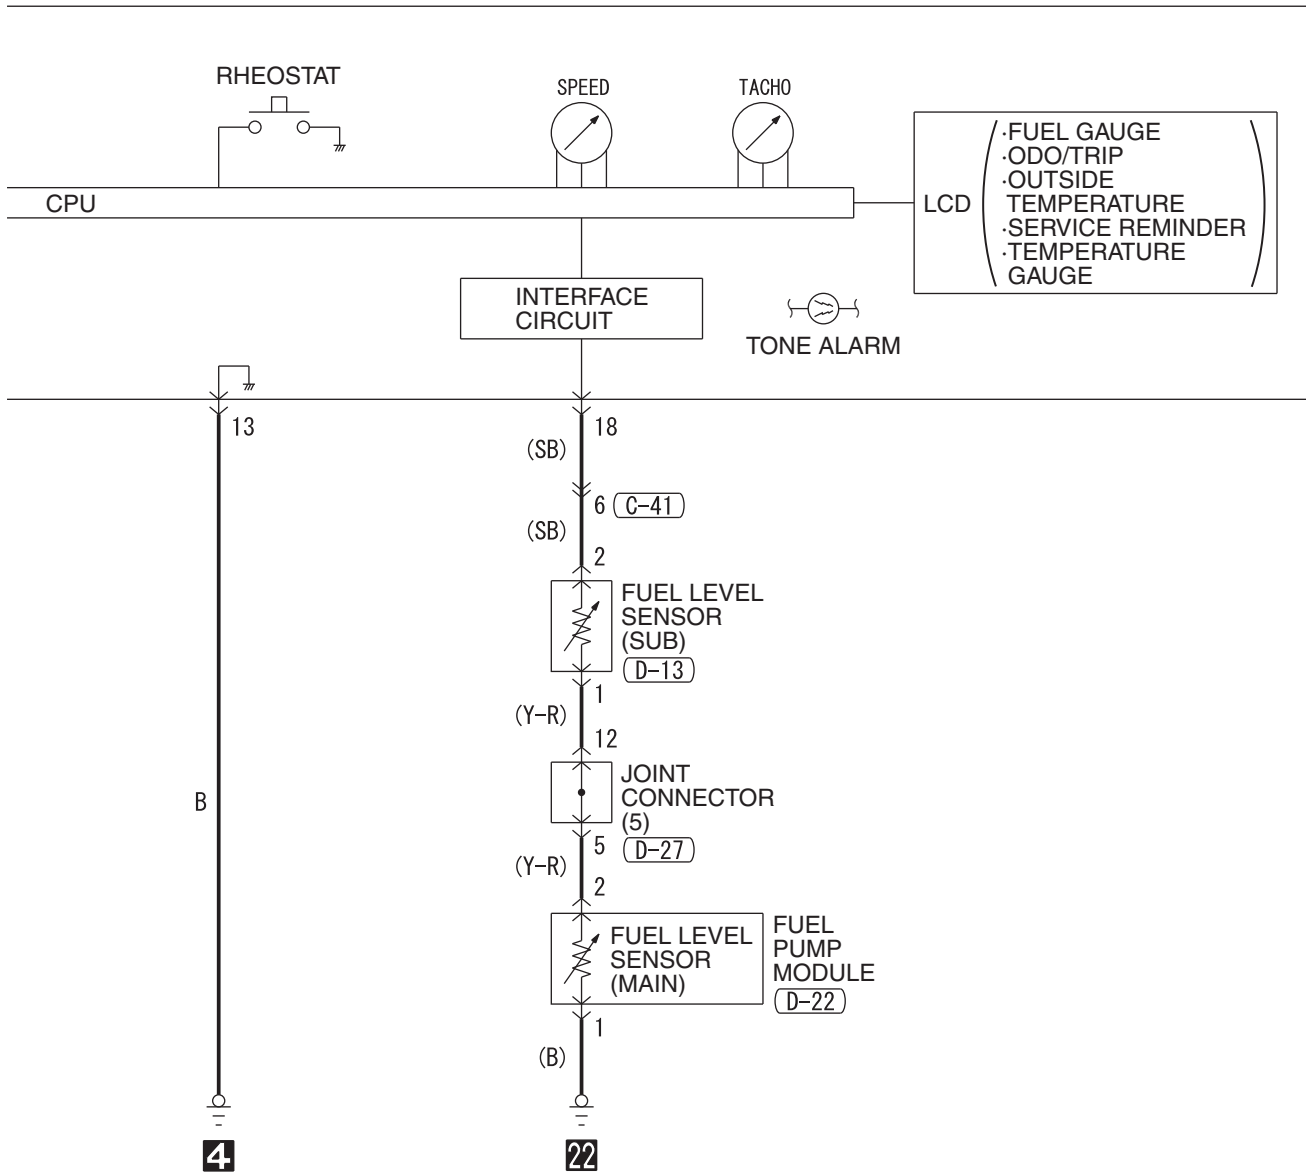 RHEOSTAT
SPEED
TACHO
CPU
LCD
·FUEL GAUGE
·ODO/TRIP
·OUTSIDE
TEMPERATURE
·SERVICE REMINDER
·TEMPERATURE
GAUGE
INTERFACE
CIRCUIT
TONE ALARM
13
18
(SB)
6 C-41
(SB)
2
FUEL LEVEL
SENSOR
(SUB)
D-13
1
(Y-R)
12
JOINT
CONNECTOR
(5)
D-27
B
5
(Y-R)
2
FUEL LEVEL
SENSOR
(MAIN)
FUEL
PUMP
MODULE
D-22
1
(B)
4
22